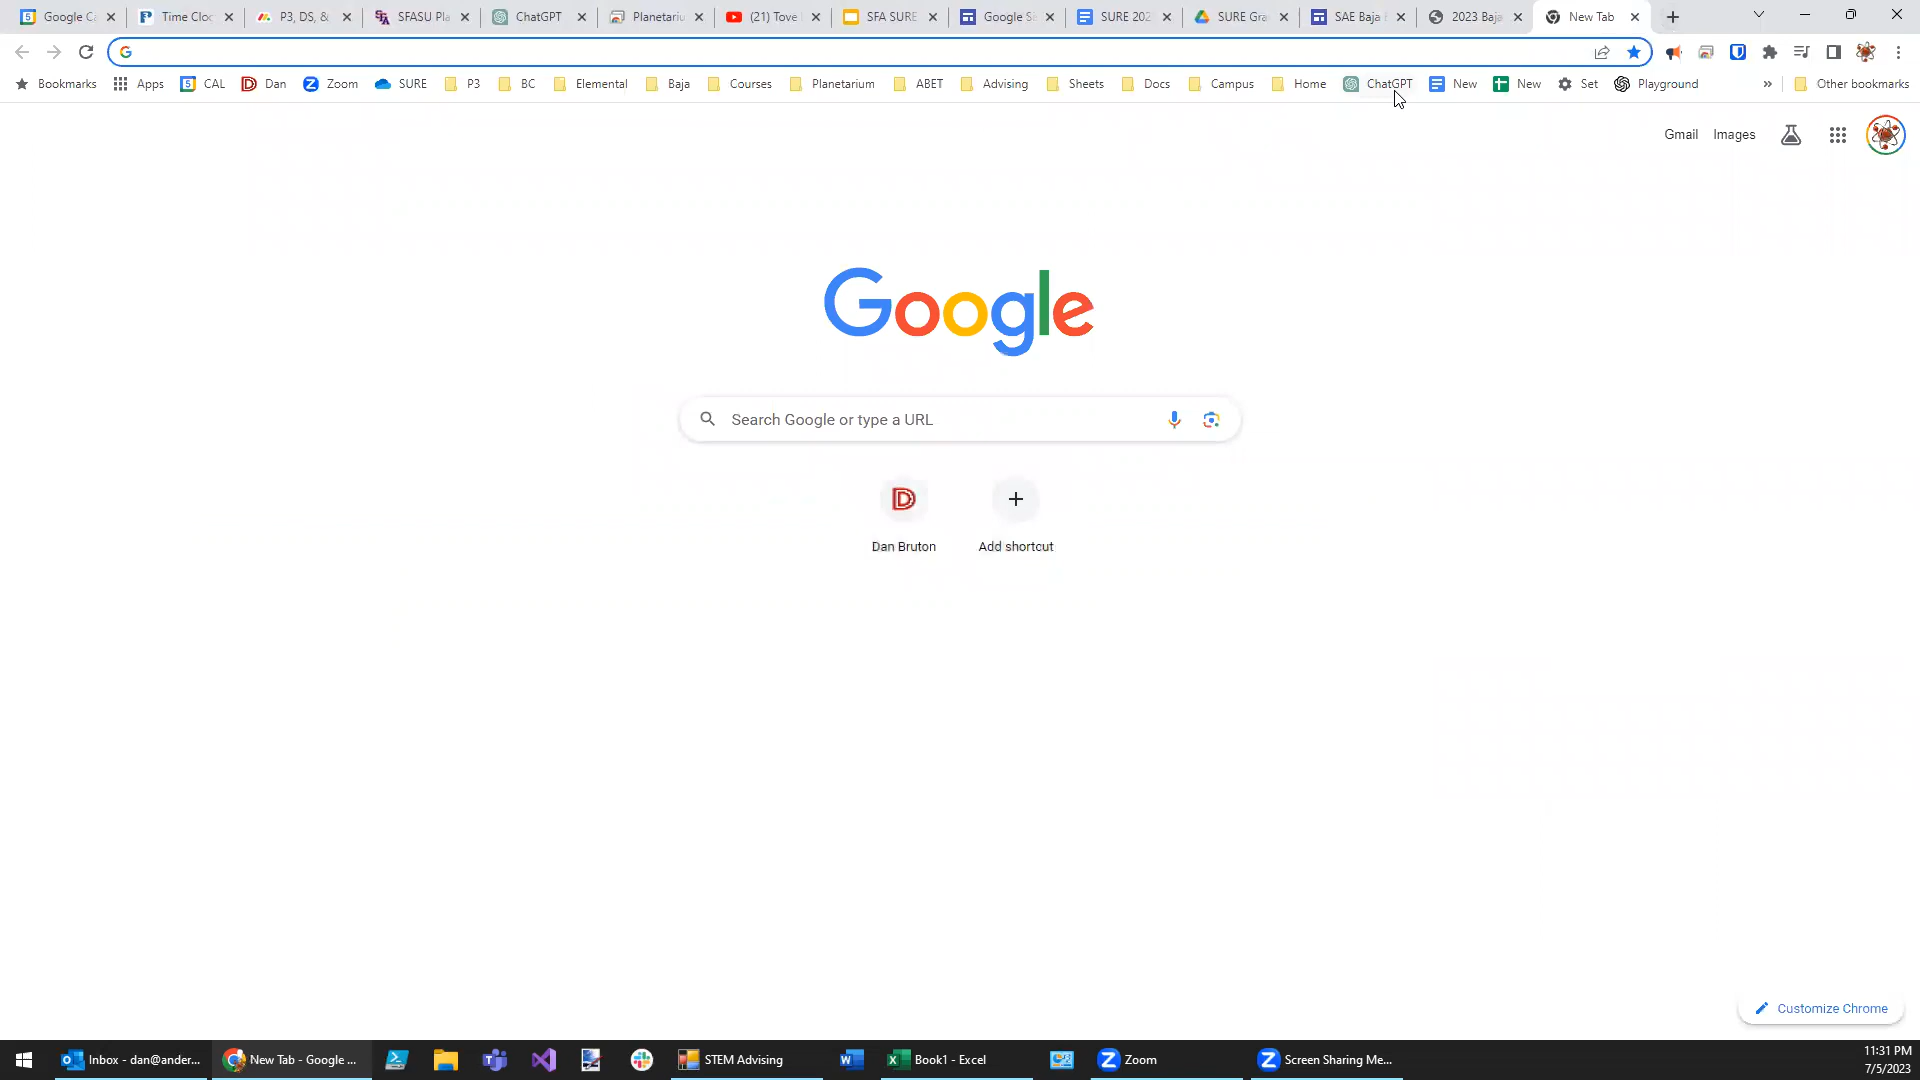 Google Ca Time Cloc P3, DS, & SFASU Pla ChatGPT Planetariu (21) Tove SFA SURE Google Se SURE 202 SURE Gra SAE Baja 2023 Baja New Tab
Bookmarks Apps CAL Dan Zoom SURE P3 BC Elemental Baja Courses Planetarium ABET Advising Sheets Docs Campus Home ChatGPT New New Set Playground » Other bookmarks
Gmail Images
Google
Search Google or type a URL
Dan Bruton Add shortcut
Customize Chrome
Inbox - dan@ander... New Tab - Google ... STEM Advising Book1 - Excel Zoom Screen Sharing Me... 11:31 PM
7/5/2023